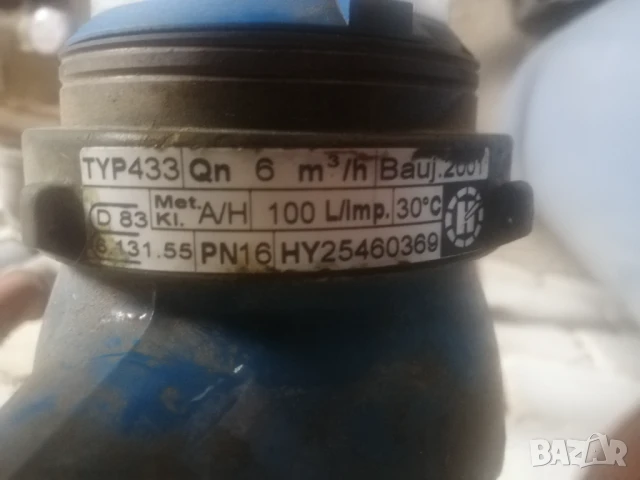 TYP433 Qn 6 m³/h Bauj. 2001
D 83 Met. Kl. A/H 100 L/Imp. 30°C
6.131.55 PN16 HY25460369
BAZAR